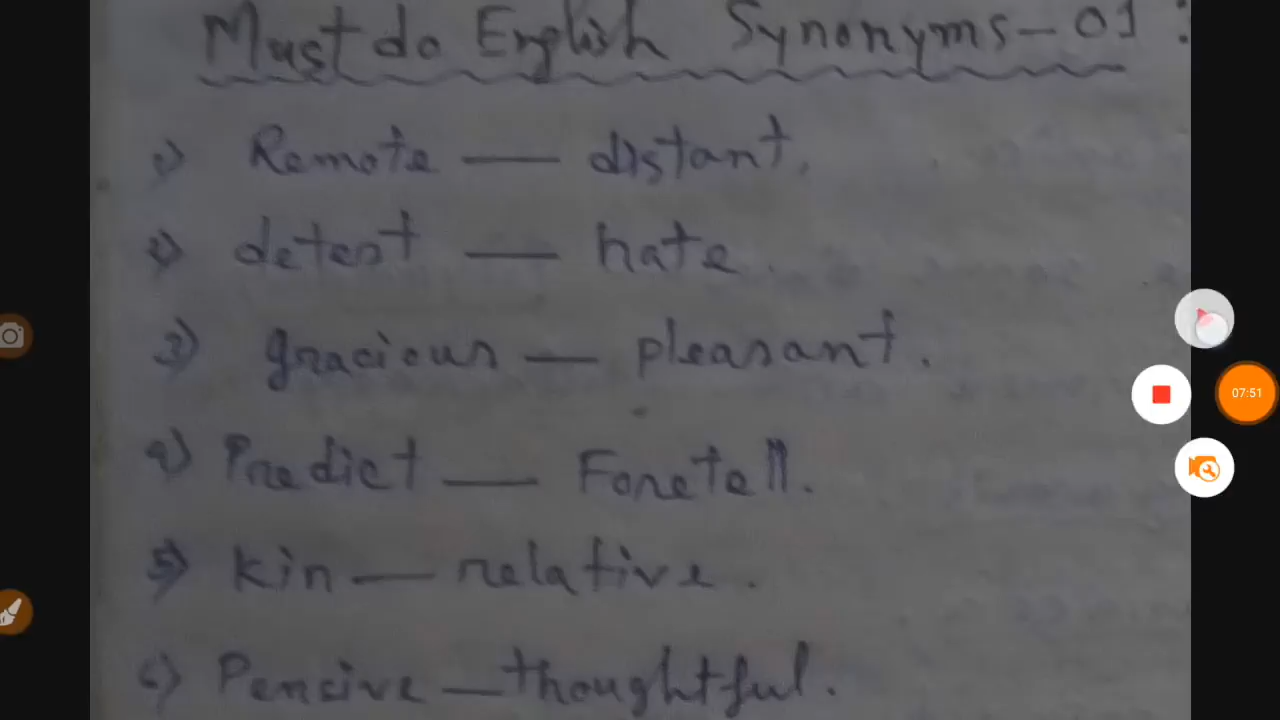 Must do English Synonyms-01:
1) Remote — distant.
2) detest — hate.
3) gracious — pleasant.
4) Predict — Foretell.
5) kin — relative.
6) Pensive — thoughtful.
07:51